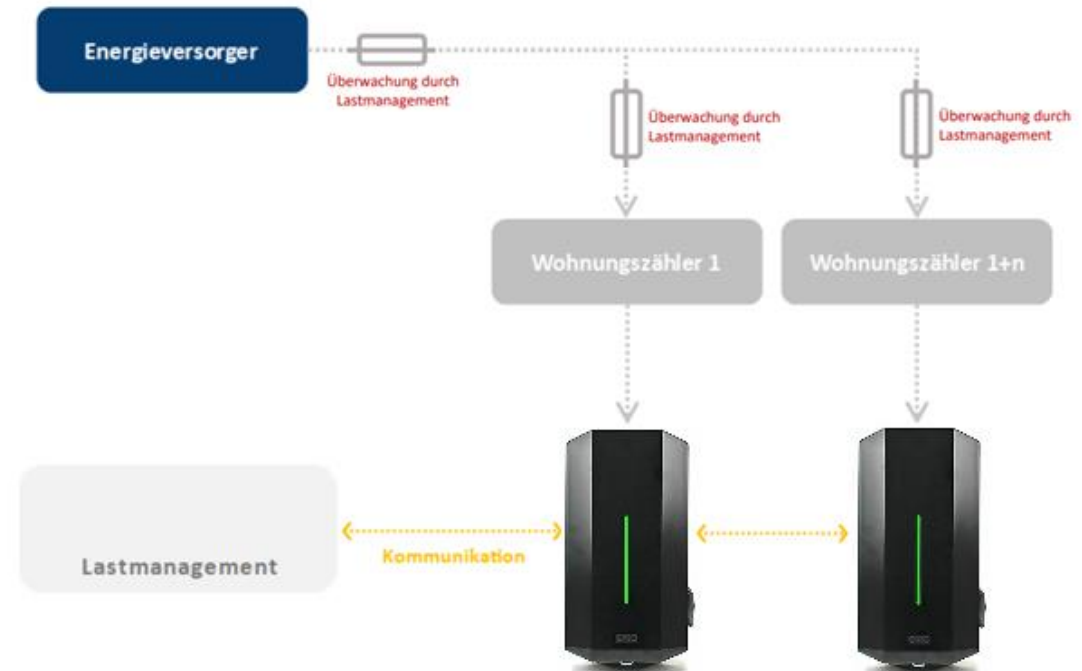 Energieversorger
Überwachung durch
Lastmanagement
Überwachung durch
Lastmanagement
Überwachung durch
Lastmanagement
Wohnungszähler 1
Wohnungszähler 1+n
Kommunikation
Lastmanagement